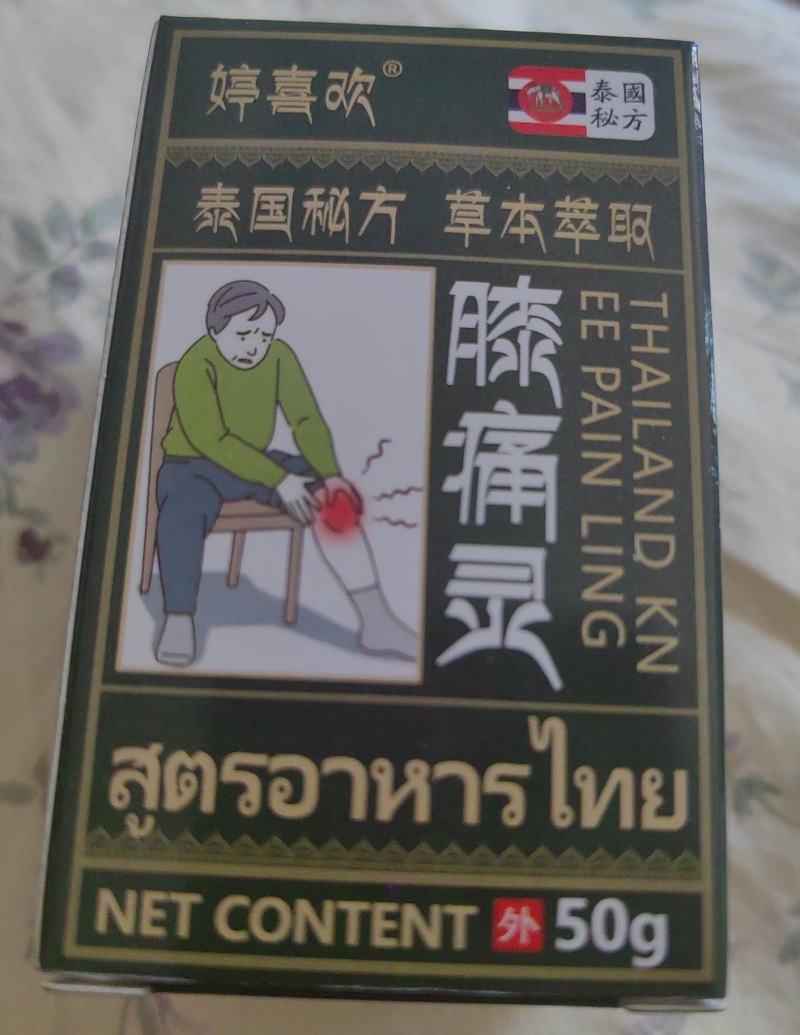 婷喜欢®
泰國
秘方
泰国秘方 草本萃取
膝痛灵
THAILAND KN
EE PAIN LING
สูตรอาหารไทย
NET CONTENT 外 50g